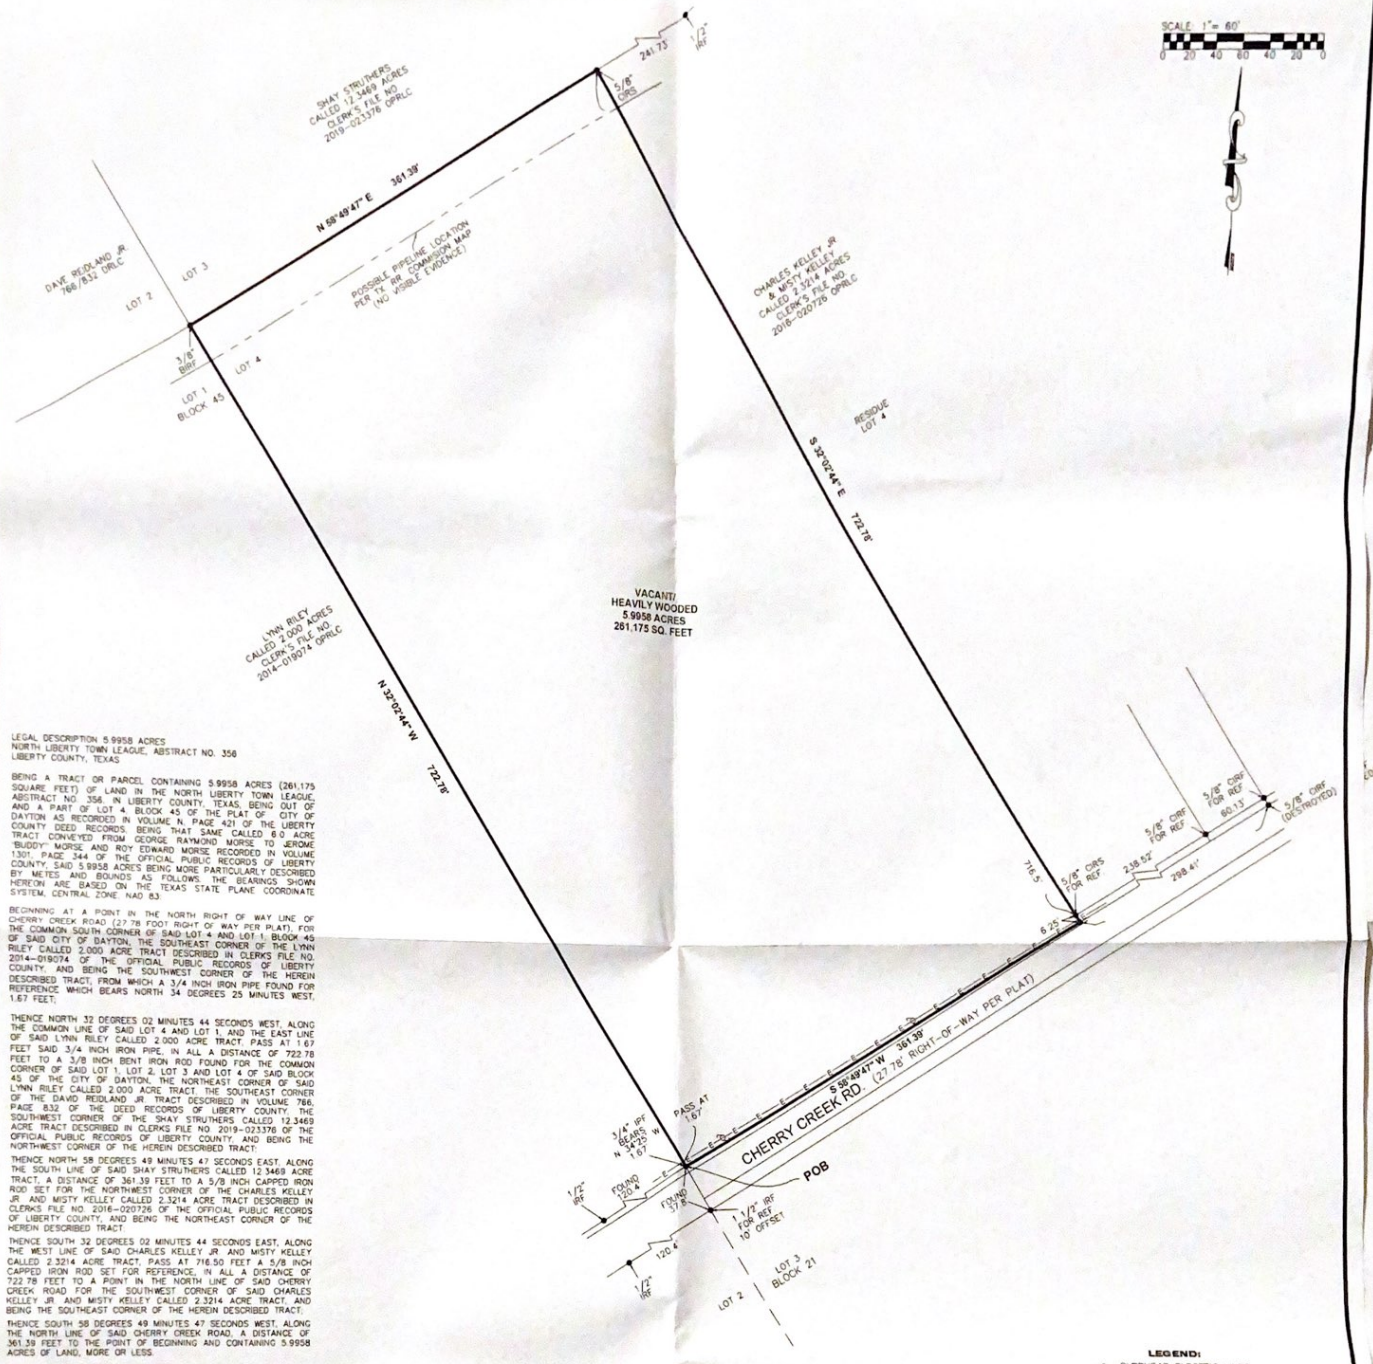 SCALE: 1"= 60'
0 20 40 60 40 20 0
241.73'
1/2"
IRF
5/8"
CIRS
SHAY STRUTHERS
CALLED 12.3469 ACRES
CLERK'S FILE NO.
2019-023376 OPRLC
N 58°49'47" E 361.39'
POSSIBLE PIPELINE LOCATION
PER TX. RR. COMMISION MAP
(NO VISIBLE EVIDENCE)
DAVE REIDLAND JR.
766/832 DRLC
LOT 3
LOT 2
3/8"
BIRF
LOT 4
LOT 1
BLOCK 45
CHARLES KELLEY JR
& MISTY KELLEY
CALLED 2.3214 ACRES
CLERK'S FILE NO.
2016-020726 OPRLC
RESIDUE
LOT 4
S 32°02'44" E 722.78'
VACANT/
HEAVILY WOODED
5.9958 ACRES
261,175 SQ. FEET
LYNN RILEY
CALLED 2.000 ACRES
CLERK'S FILE NO.
2014-019074 OPRLC
N 32°02'44" W 722.78'
LEGAL DESCRIPTION 5.9958 ACRES
NORTH LIBERTY TOWN LEAGUE, ABSTRACT NO. 356
LIBERTY COUNTY, TEXAS
BEING A TRACT OR PARCEL CONTAINING 5.9958 ACRES (261,175
SQUARE FEET) OF LAND IN THE NORTH LIBERTY TOWN LEAGUE,
ABSTRACT NO. 356, IN LIBERTY COUNTY, TEXAS, BEING OUT OF
AND A PART OF LOT 4, BLOCK 45 OF THE PLAT OF CITY OF
DAYTON AS RECORDED IN VOLUME N, PAGE 421 OF THE LIBERTY
COUNTY DEED RECORDS, BEING THAT SAME CALLED 6.0 ACRE
TRACT CONVEYED FROM GEORGE RAYMOND MORSE TO JEROME
"BUDDY" MORSE AND ROY EDWARD MORSE RECORDED IN VOLUME
1301, PAGE 344 OF THE OFFICIAL PUBLIC RECORDS OF LIBERTY
COUNTY, SAID 5.9958 ACRES BEING MORE PARTICULARLY DESCRIBED
BY METES AND BOUNDS AS FOLLOWS. THE BEARINGS SHOWN
HEREON ARE BASED ON THE TEXAS STATE PLANE COORDINATE
SYSTEM, CENTRAL ZONE, NAD 83:
BEGINNING AT A POINT IN THE NORTH RIGHT OF WAY LINE OF
CHERRY CREEK ROAD (27.78 FOOT RIGHT OF WAY PER PLAT), FOR
THE COMMON SOUTH CORNER OF SAID LOT 4 AND LOT 1, BLOCK 45
OF SAID CITY OF DAYTON, THE SOUTHEAST CORNER OF THE LYNN
RILEY CALLED 2.000 ACRE TRACT DESCRIBED IN CLERKS FILE NO.
2014-019074 OF THE OFFICIAL PUBLIC RECORDS OF LIBERTY
COUNTY, AND BEING THE SOUTHWEST CORNER OF THE HEREIN
DESCRIBED TRACT, FROM WHICH A 3/4 INCH IRON PIPE FOUND FOR
REFERENCE WHICH BEARS NORTH 34 DEGREES 25 MINUTES WEST,
1.67 FEET;
THENCE NORTH 32 DEGREES 02 MINUTES 44 SECONDS WEST, ALONG
THE COMMON LINE OF SAID LOT 4 AND LOT 1, AND THE EAST LINE
OF SAID LYNN RILEY CALLED 2.000 ACRE TRACT, PASS AT 1.67
FEET SAID 3/4 INCH IRON PIPE, IN ALL A DISTANCE OF 722.78
FEET TO A 3/8 INCH BENT IRON ROD FOUND FOR THE COMMON
CORNER OF SAID LOT 1, LOT 2, LOT 3 AND LOT 4 OF SAID BLOCK
45 OF THE CITY OF DAYTON, THE NORTHEAST CORNER OF SAID
LYNN RILEY CALLED 2.000 ACRE TRACT, THE SOUTHEAST CORNER
OF THE DAVID REIDLAND JR. TRACT DESCRIBED IN VOLUME 766,
PAGE 832 OF THE DEED RECORDS OF LIBERTY COUNTY, THE
SOUTHWEST CORNER OF THE SHAY STRUTHERS CALLED 12.3469
ACRE TRACT DESCRIBED IN CLERKS FILE NO. 2019-023376 OF THE
OFFICIAL PUBLIC RECORDS OF LIBERTY COUNTY, AND BEING THE
NORTHWEST CORNER OF THE HEREIN DESCRIBED TRACT;
THENCE NORTH 58 DEGREES 49 MINUTES 47 SECONDS EAST, ALONG
THE SOUTH LINE OF SAID SHAY STRUTHERS CALLED 12.3469 ACRE
TRACT, A DISTANCE OF 361.39 FEET TO A 5/8 INCH CAPPED IRON
ROD SET FOR THE NORTHWEST CORNER OF THE CHARLES KELLEY
JR. AND MISTY KELLEY CALLED 2.3214 ACRE TRACT DESCRIBED IN
CLERKS FILE NO. 2016-020726 OF THE OFFICIAL PUBLIC RECORDS
OF LIBERTY COUNTY, AND BEING THE NORTHEAST CORNER OF THE
HEREIN DESCRIBED TRACT
THENCE SOUTH 32 DEGREES 02 MINUTES 44 SECONDS EAST, ALONG
THE WEST LINE OF SAID CHARLES KELLEY JR. AND MISTY KELLEY
CALLED 2.3214 ACRE TRACT, PASS AT 716.50 FEET A 5/8 INCH
CAPPED IRON ROD SET FOR REFERENCE, IN ALL A DISTANCE OF
722.78 FEET TO A POINT IN THE NORTH LINE OF SAID CHERRY
CREEK ROAD FOR THE SOUTHWEST CORNER OF SAID CHARLES
KELLEY JR. AND MISTY KELLEY CALLED 2.3214 ACRE TRACT, AND
BEING THE SOUTHEAST CORNER OF THE HEREIN DESCRIBED TRACT;
THENCE SOUTH 58 DEGREES 49 MINUTES 47 SECONDS WEST, ALONG
THE NORTH LINE OF SAID CHERRY CREEK ROAD, A DISTANCE OF
361.39 FEET TO THE POINT OF BEGINNING AND CONTAINING 5.9958
ACRES OF LAND, MORE OR LESS.
716.5'
5/8" CIRS
FOR REF.
6.25'
238.52'
298.41'
5/8" CIRF
FOR REF
5/8" CIRF
FOR REF
60.13'
5/8" CIRF
(DESTROYED)
S 58°49'47" W 361.39'
CHERRY CREEK RD. (27.78' RIGHT-OF-WAY PER PLAT)
PASS AT
1.67'
3/4" IPF
BEARS
N 34°25' W
1.67'
POB
1/2"
IRF
FOUND
120.4'
FOUND
37.8'
1 1/2" IRF
FOR REF
10' OFFSET
120.4'
1/2"
IRF
LOT 3
BLOCK 21
LOT 2
LEGEND: